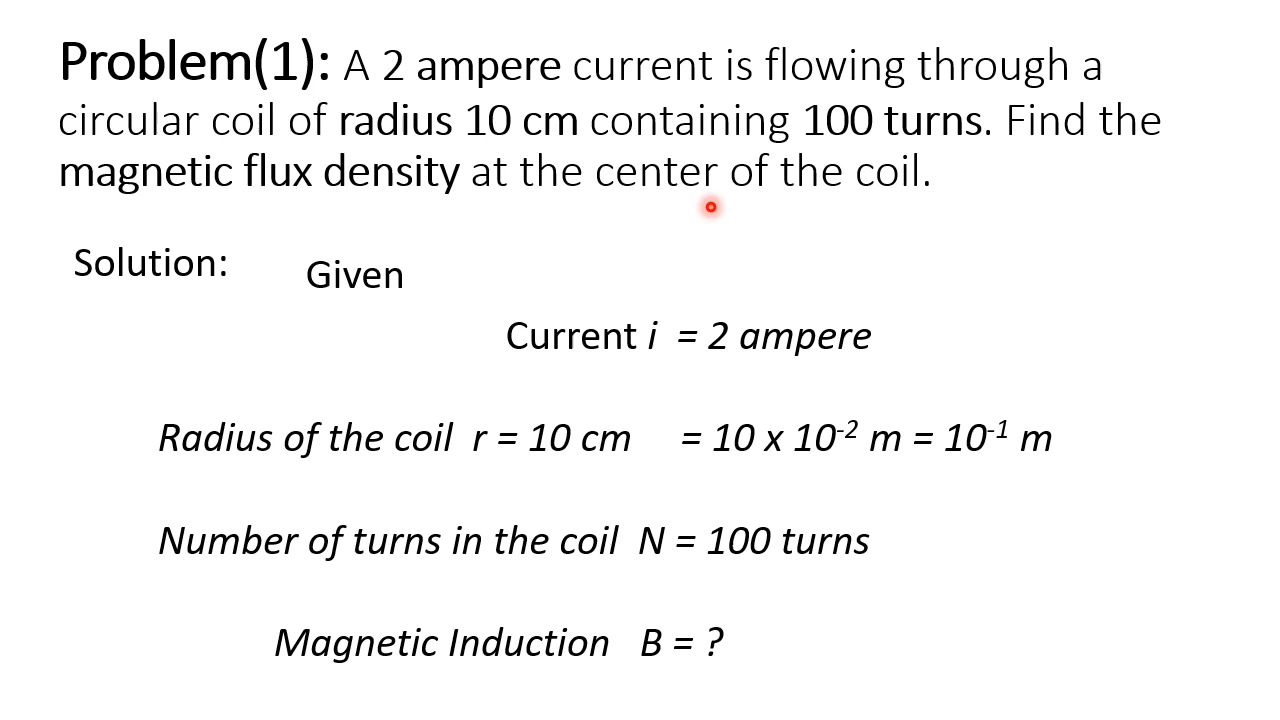 Problem(1): A 2 ampere current is flowing through a
circular coil of radius 10 cm containing 100 turns. Find the
magnetic flux density at the center of the coil.
Solution:
Given
Current i = 2 ampere
Radius of the coil r = 10 cm = 10 x 10⁻² m = 10⁻¹ m
Number of turns in the coil N = 100 turns
Magnetic Induction B = ?